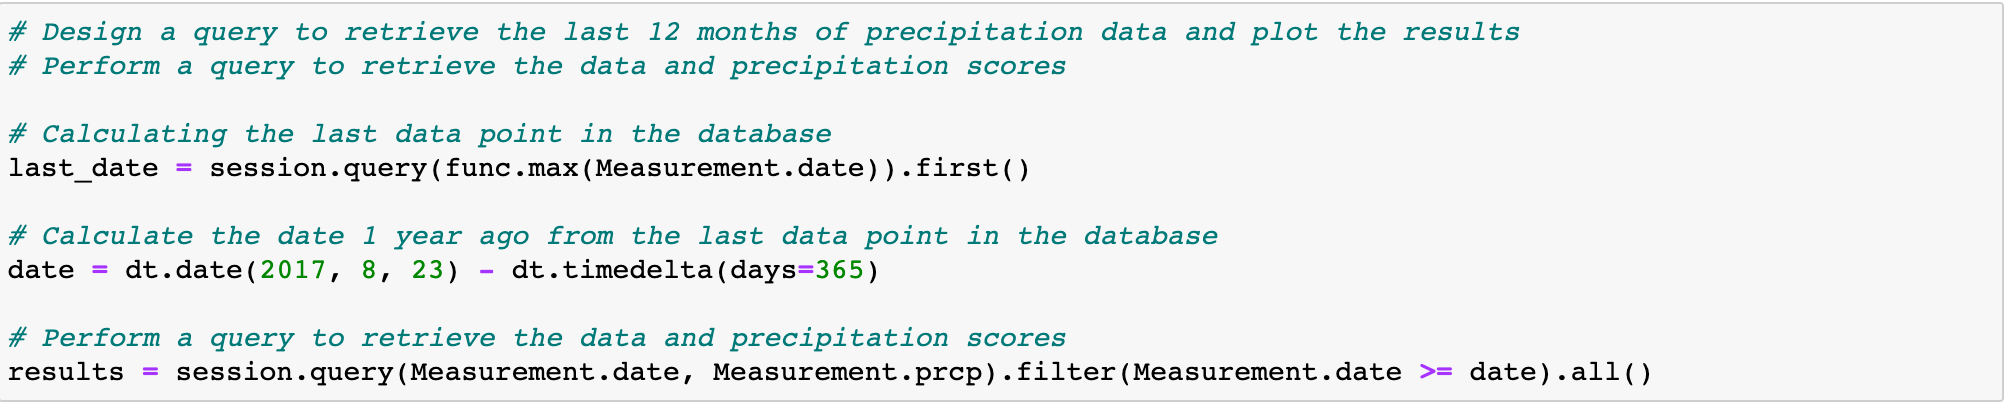 # Design a query to retrieve the last 12 months of precipitation data and plot the results
# Perform a query to retrieve the data and precipitation scores
# Calculating the last data point in the database
last_date = session.query(func.max(Measurement.date)).first()
# Calculate the date 1 year ago from the last data point in the database
date = dt.date(2017, 8, 23) - dt.timedelta(days=365)
# Perform a query to retrieve the data and precipitation scores
results = session.query(Measurement.date, Measurement.prcp).filter(Measurement.date >= date).all()